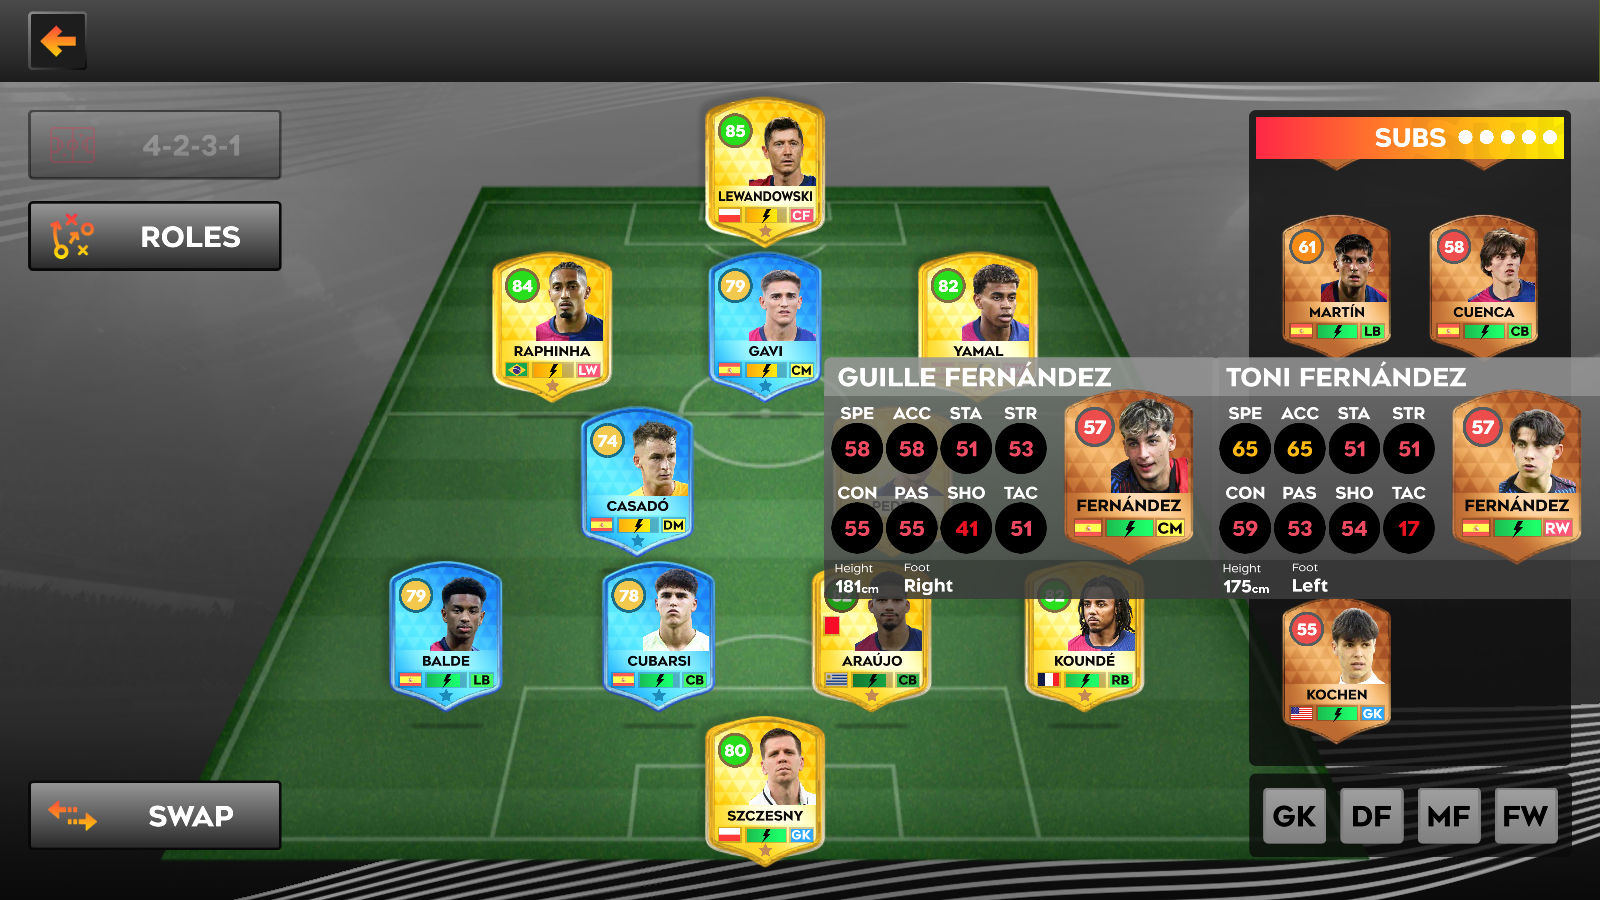 4-2-3-1
ROLES
SWAP
85
LEWANDOWSKI
CF
84
RAPHINHA
LW
79
GAVI
CM
82
YAMAL
74
CASADÓ
DM
79
BALDE
LB
78
CUBARSI
CB
ARAÚJO
CB
82
KOUNDÉ
RB
80
SZCZESNY
GK
SUBS
61
MARTÍN
LB
58
CUENCA
CB
GUILLE FERNÁNDEZ
SPE ACC STA STR
58 58 51 53
CON PAS SHO TAC
55 55 41 51
Height Foot
181cm Right
57
FERNÁNDEZ
CM
TONI FERNÁNDEZ
SPE ACC STA STR
65 65 51 51
CON PAS SHO TAC
59 53 54 17
Height Foot
175cm Left
57
FERNÁNDEZ
RW
55
KOCHEN
GK
GK DF MF FW